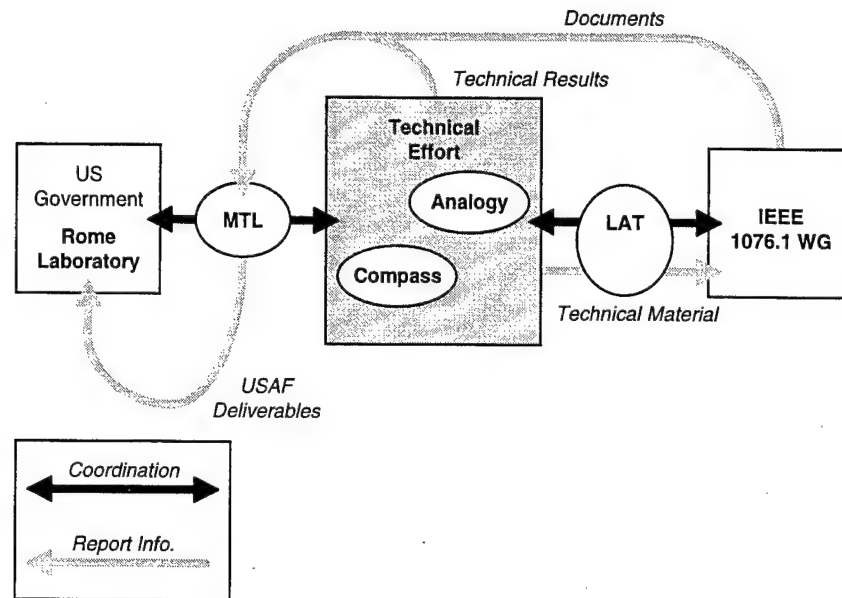 Documents
Technical Results
Technical
Effort
US
Government
Rome
Laboratory
MTL
Analogy
Compass
LAT
IEEE
1076.1 WG
Technical Material
USAF
Deliverables
Coordination
Report Info.